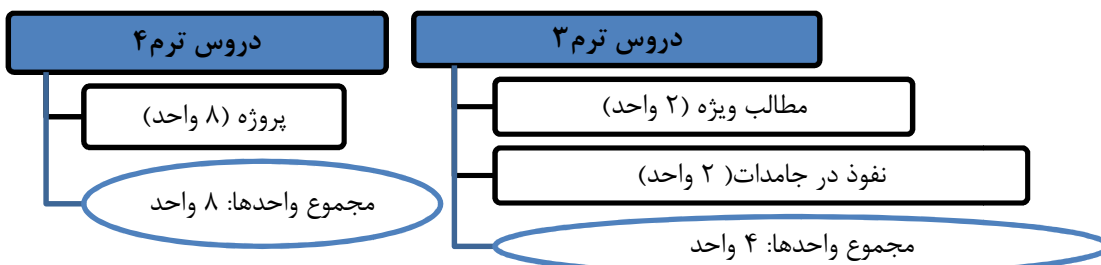 دروس ترم۳
مطالب ویژه (۲ واحد)
نفوذ در جامدات( ۲ واحد)
مجموع واحدها: ۴ واحد
دروس ترم۴
پروژه (۸ واحد)
مجموع واحدها: ۸ واحد